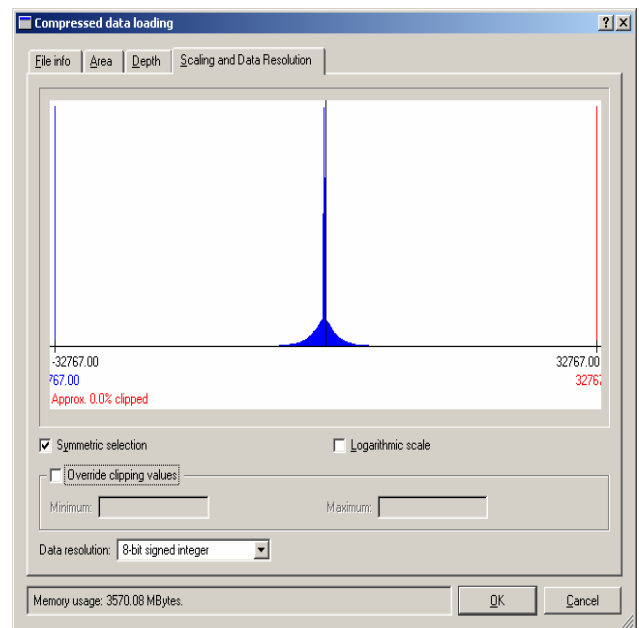 Compressed data loading
File info Area Depth Scaling and Data Resolution
-32767.00 32767.00
767.00 3276
Approx. 0.0% clipped
Symmetric selection Logarithmic scale
Override clipping values
Minimum: Maximum:
Data resolution: 8-bit signed integer
Memory usage: 3570.08 MBytes. OK Cancel